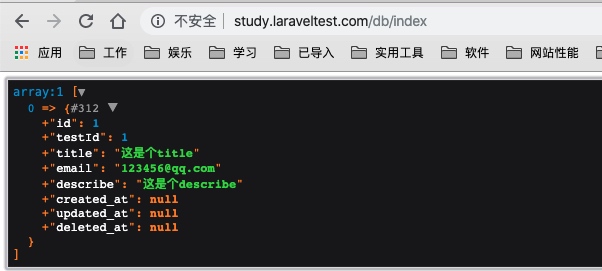 不安全 | study.laraveltest.com/db/index
应用 工作 娱乐 学习 已导入 实用工具 软件 网站性能
array:1 [▼
0 => {#312 ▼
+"id": 1
+"testId": 1
+"title": "这是个title"
+"email": "123456@qq.com"
+"describe": "这是个describe"
+"created_at": null
+"updated_at": null
+"deleted_at": null
}
]